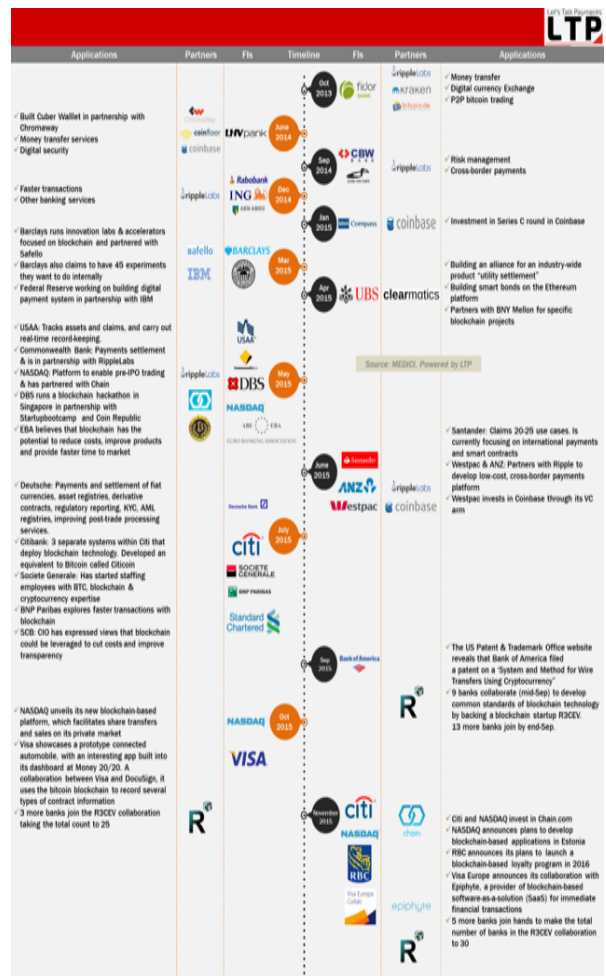 Let's Talk Payments
LTP
Applications
Partners
FIs
Timeline
FIs
Partners
Applications
Oct
2013
fidor
BANK
rippleLabs
KRAKEN
bitcoin.de
Money transfer
Digital currency Exchange
P2P bitcoin trading
Built Cuber Walllet in partnership with
Chromaway
Money transfer services
Digital security
Chromaway
coinfloor
coinbase
LHVpank
June
2014
Sep
2014
CBW
BANK
rippleLabs
Risk management
Cross-border payments
Faster transactions
Other banking services
rippleLabs
Rabobank
ING
ABN·AMRO
Dec
2014
Jan
2015
BBVA Compass
coinbase
Investment in Series C round in Coinbase
Barclays runs innovation labs & accelerators
focused on blockchain and partnered with
Safello
Barclays also claims to have 45 experiments
they want to do internally
Federal Reserve working on building digital
payment system in partnership with IBM
safello
IBM
BARCLAYS
Mar
2015
Apr
2015
UBS
clearmatics
Building an alliance for an industry-wide
product "utility settlement"
Building smart bonds on the Ethereum
platform
Partners with BNY Mellon for specific
blockchain projects
USAA: Tracks assets and claims, and carry out
real-time record-keeping.
Commonwealth Bank: Payments settlement
& is in partnership with RippleLabs
NASDAQ: Platform to enable pre-IPO trading
& has partnered with Chain
DBS runs a blockchain hackathon in
Singapore in partnership with
Startupbootcamp and Coin Republic
EBA believes that blockchain has the
potential to reduce costs, improve products
and provide faster time to market
rippleLabs
USAA
DBS
NASDAQ
ABE EBA
EURO BANKING ASSOCIATION
May
2015
Source: MEDICI, Powered by LTP
June
2015
Santander
ANZ
Westpac
rippleLabs
coinbase
Santander: Claims 20-25 use cases. Is
currently focusing on international payments
and smart contracts
Westpac & ANZ: Partners with Ripple to
develop low-cost, cross-border payments
platform
Westpac invests in Coinbase through its VC
arm
Deutsche: Payments and settlement of fiat
currencies, asset registries, derivative
contracts, regulatory reporting, KYC, AML
registries, improving post-trade processing
services.
Citibank: 3 separate systems within Citi that
deploy blockchain technology. Developed an
equivalent to Bitcoin called Citicoin
Societe Generale: Has started staffing
employees with BTC, blockchain &
cryptocurrency expertise
BNP Paribas explores faster transactions with
blockchain
SCB: CIO has expressed views that blockchain
could be leveraged to cut costs and improve
transparency
Deutsche Bank
citi
SOCIETE
GENERALE
BNP PARIBAS
Standard
Chartered
July
2015
Sep
2015
Bank of America
R3
The US Patent & Trademark Office website
reveals that Bank of America filed
a patent on a 'System and Method for Wire
Transfers Using Cryptocurrency"
9 banks collaborate (mid-Sep) to develop
common standards of blockchain technology
by backing a blockchain startup R3CEV.
13 more banks join by end-Sep.
NASDAQ unveils its new blockchain-based
platform, which facilitates share transfers
and sales on its private market
Visa showcases a prototype connected
automobile, with an interesting app built into
its dashboard at Money 20/20. A
collaboration between Visa and DocuSign, it
uses the bitcoin blockchain to record several
types of contract information
3 more banks join the R3CEV collaboration
taking the total count to 25
R3
NASDAQ
VISA
Oct
2015
November
2015
citi
NASDAQ
RBC
Visa Europe
Collab
chain
epiphyte
R3
Citi and NASDAQ invest in Chain.com
NASDAQ announces plans to develop
blockchain-based applications in Estonia
RBC announces its plans to launch a
blockchain-based loyalty program in 2016
Visa Europe announces its collaboration with
Epiphyte, a provider of blockchain-based
software-as-a-solution (SaaS) for immediate
financial transactions
5 more banks join hands to make the total
number of banks in the R3CEV collaboration
to 30